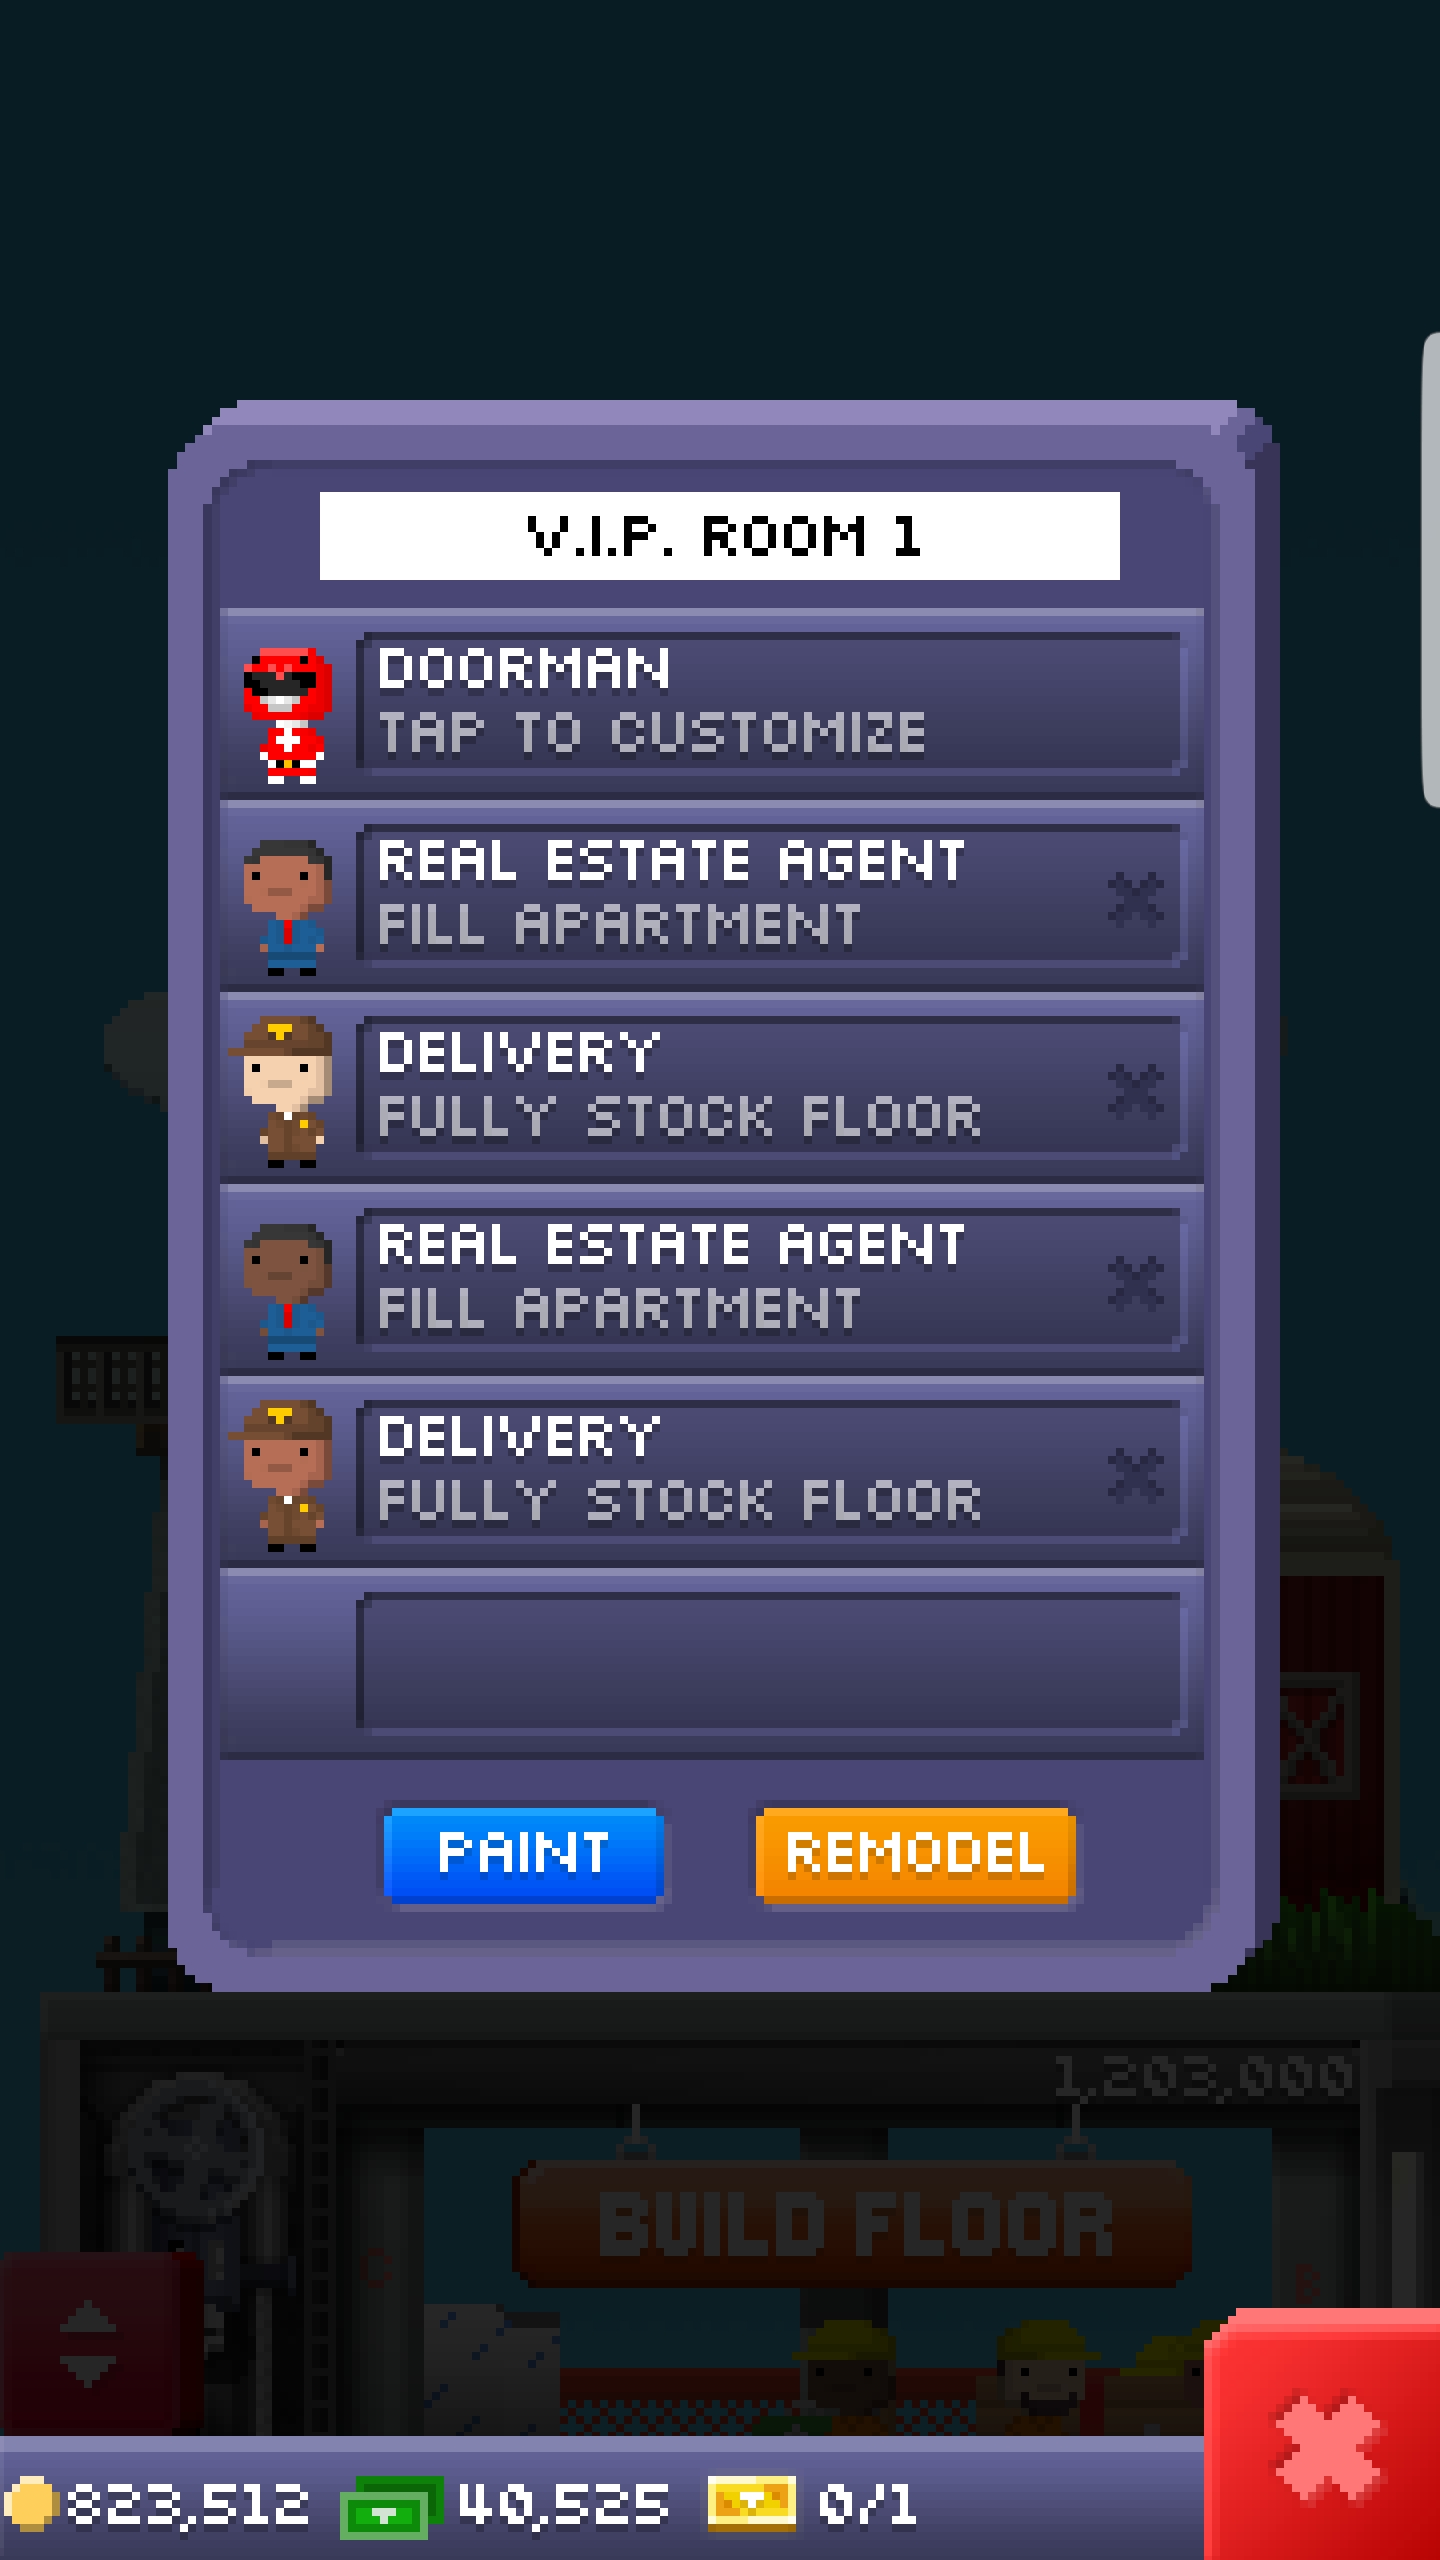 V.I.P. ROOM 1
DOORMAN
TAP TO CUSTOMIZE
REAL ESTATE AGENT
FILL APARTMENT
DELIVERY
FULLY STOCK FLOOR
REAL ESTATE AGENT
FILL APARTMENT
DELIVERY
FULLY STOCK FLOOR
PAINT
REMODEL
1,203,000
BUILD FLOOR
C
B
823,512
40,525
0/1